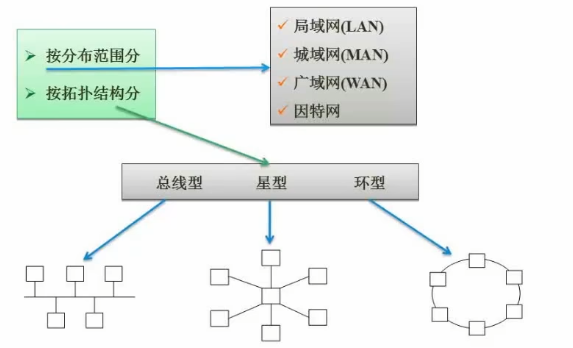 按分布范围分
按拓扑结构分
局域网(LAN)
城域网(MAN)
广域网(WAN)
因特网
总线型 星型 环型